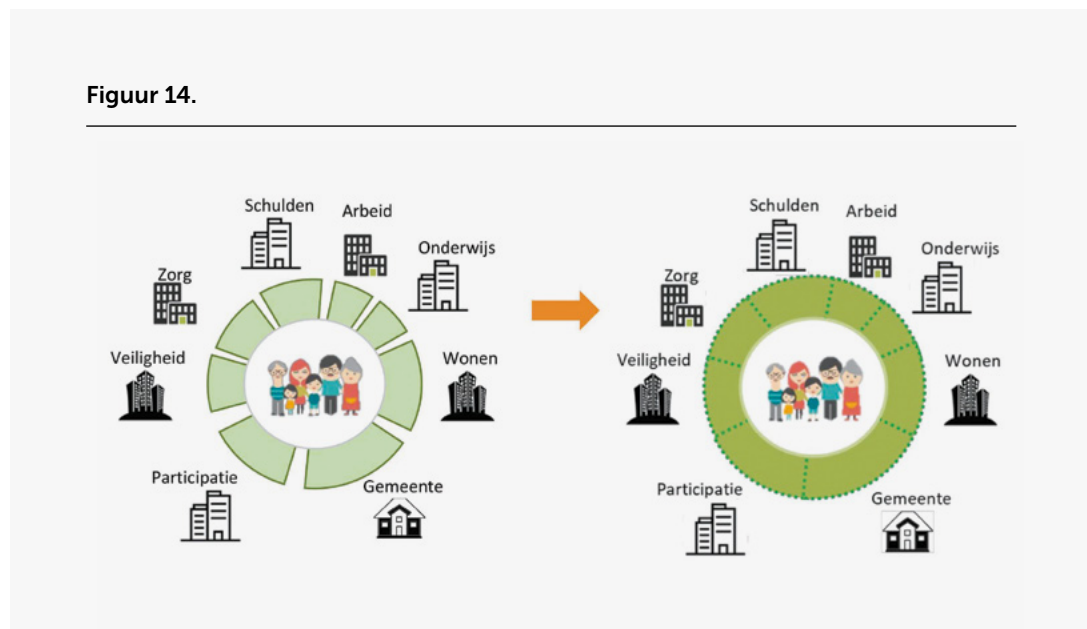 Figuur 14.
Schulden
Arbeid
Onderwijs
Zorg
Veiligheid
Wonen
Participatie
Gemeente
Schulden
Arbeid
Onderwijs
Zorg
Veiligheid
Wonen
Participatie
Gemeente